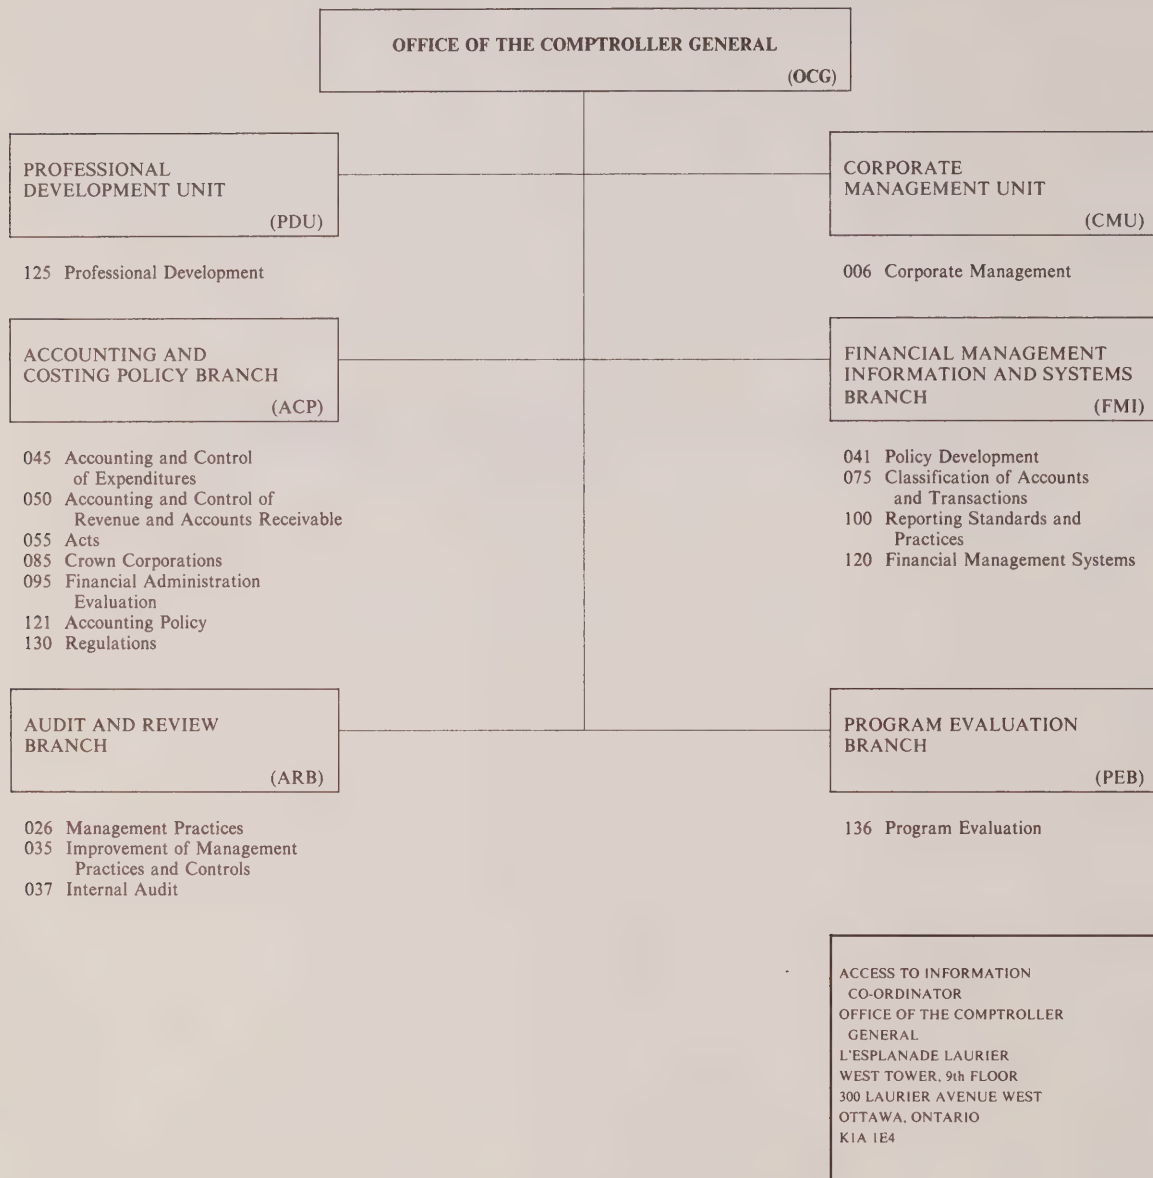 OFFICE OF THE COMPTROLLER GENERAL
(OCG)
PROFESSIONAL
DEVELOPMENT UNIT
(PDU)
125 Professional Development
CORPORATE
MANAGEMENT UNIT
(CMU)
006 Corporate Management
ACCOUNTING AND
COSTING POLICY BRANCH
(ACP)
045 Accounting and Control
of Expenditures
050 Accounting and Control of
Revenue and Accounts Receivable
055 Acts
085 Crown Corporations
095 Financial Administration
Evaluation
121 Accounting Policy
130 Regulations
FINANCIAL MANAGEMENT
INFORMATION AND SYSTEMS
BRANCH
(FMI)
041 Policy Development
075 Classification of Accounts
and Transactions
100 Reporting Standards and
Practices
120 Financial Management Systems
AUDIT AND REVIEW
BRANCH
(ARB)
026 Management Practices
035 Improvement of Management
Practices and Controls
037 Internal Audit
PROGRAM EVALUATION
BRANCH
(PEB)
136 Program Evaluation
ACCESS TO INFORMATION
CO-ORDINATOR
OFFICE OF THE COMPTROLLER
GENERAL
L'ESPLANADE LAURIER
WEST TOWER, 9th FLOOR
300 LAURIER AVENUE WEST
OTTAWA, ONTARIO
K1A 1E4